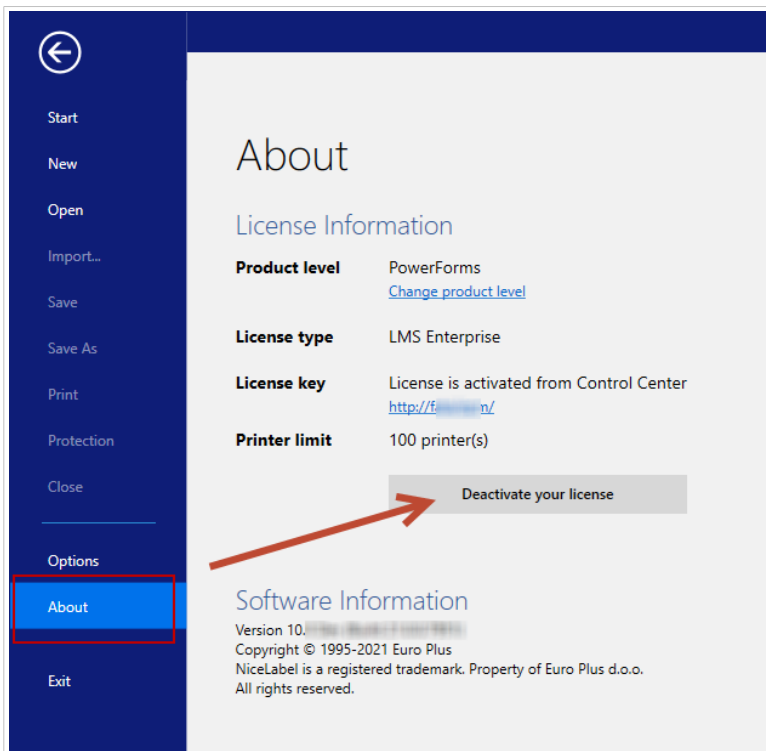 Start
New
Open
Import...
Save
Save As
Print
Protection
Close
Options
About
Exit
About
License Information
Product level PowerForms
Change product level
License type LMS Enterprise
License key License is activated from Control Center
http://
Printer limit 100 printer(s)
Deactivate your license
Software Information
Version 10.
Copyright © 1995-2021 Euro Plus
NiceLabel is a registered trademark. Property of Euro Plus d.o.o.
All rights reserved.